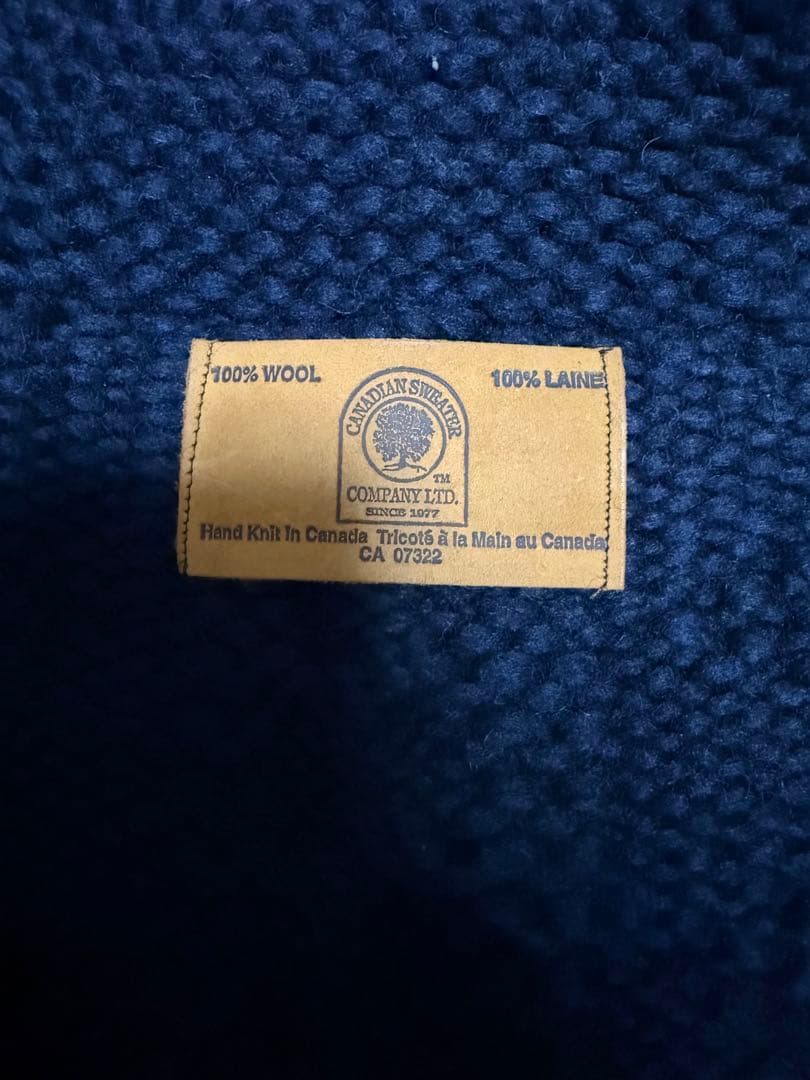 100% WOOL
100% LAINE
CANADIAN SWEATER
TM
COMPANY LTD.
SINCE 1977
Hand Knit In Canada Tricoté à la Main au Canada
CA 07322